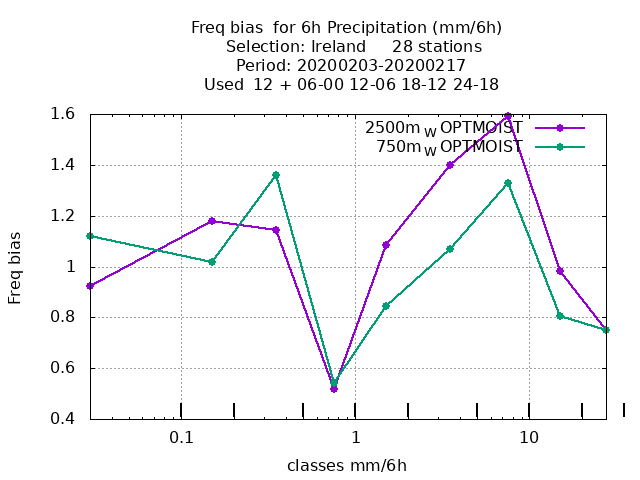 Freq bias  for 6h Precipitation (mm/6h)
Selection: Ireland     28 stations
Period: 20200203-20200217
Used  12 + 06-00 12-06 18-12 24-18
2500m W OPTMOIST
750m W OPTMOIST
1.6
1.4
1.2
1
0.8
0.6
0.4
Freq bias
0.1 1 10
classes mm/6h